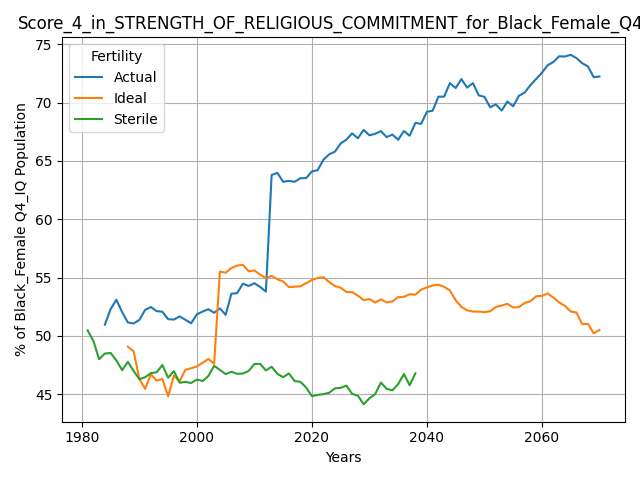 Score_4_in_STRENGTH_OF_RELIGIOUS_COMMITMENT_for_Black_Female_Q4
Fertility
Actual
Ideal
Sterile
% of Black_Female Q4_IQ Population
75
70
65
60
55
50
45
1980
2000
2020
2040
2060
Years